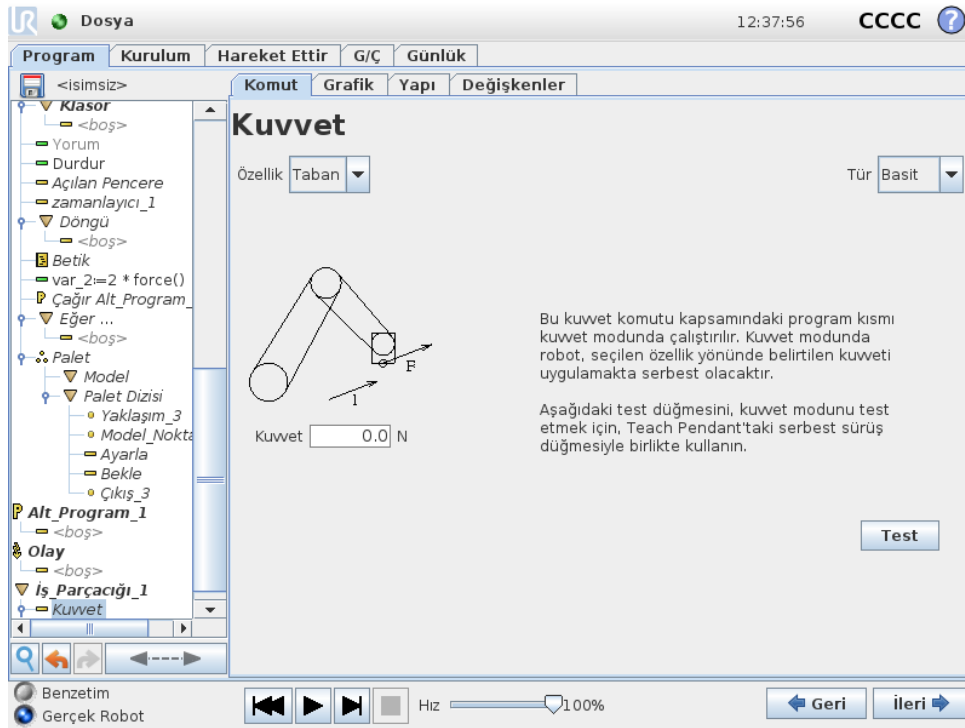 UR
Dosya
12:37:56
CCCC
?
Program
Kurulum
Hareket Ettir
G/Ç
Günlük
<isimsiz>
Komut
Grafik
Yapı
Değişkenler
Klasör
<boş>
Yorum
Durdur
Açılan Pencere
zamanlayıcı_1
Döngü
<boş>
Betik
var_2:=2 * force()
Çağır Alt_Program_
Eğer ...
<boş>
Palet
Model
Palet Dizisi
Yaklaşım_3
Model_Nokta
Ayarla
Bekle
Çıkış_3
P Alt_Program_1
<boş>
Olay
<boş>
İş_Parçacığı_1
Kuvvet
Kuvvet
Özellik Taban
Tür Basit
F
1
Kuvvet 0.0 N
Bu kuvvet komutu kapsamındaki program kısmı
kuvvet modunda çalıştırılır. Kuvvet modunda
robot, seçilen özellik yönünde belirtilen kuvveti
uygulamakta serbest olacaktır.
Aşağıdaki test düğmesini, kuvvet modunu test
etmek için, Teach Pendant'taki serbest sürüş
düğmesiyle birlikte kullanın.
Test
Benzetim
Gerçek Robot
Hız
100%
Geri
İleri